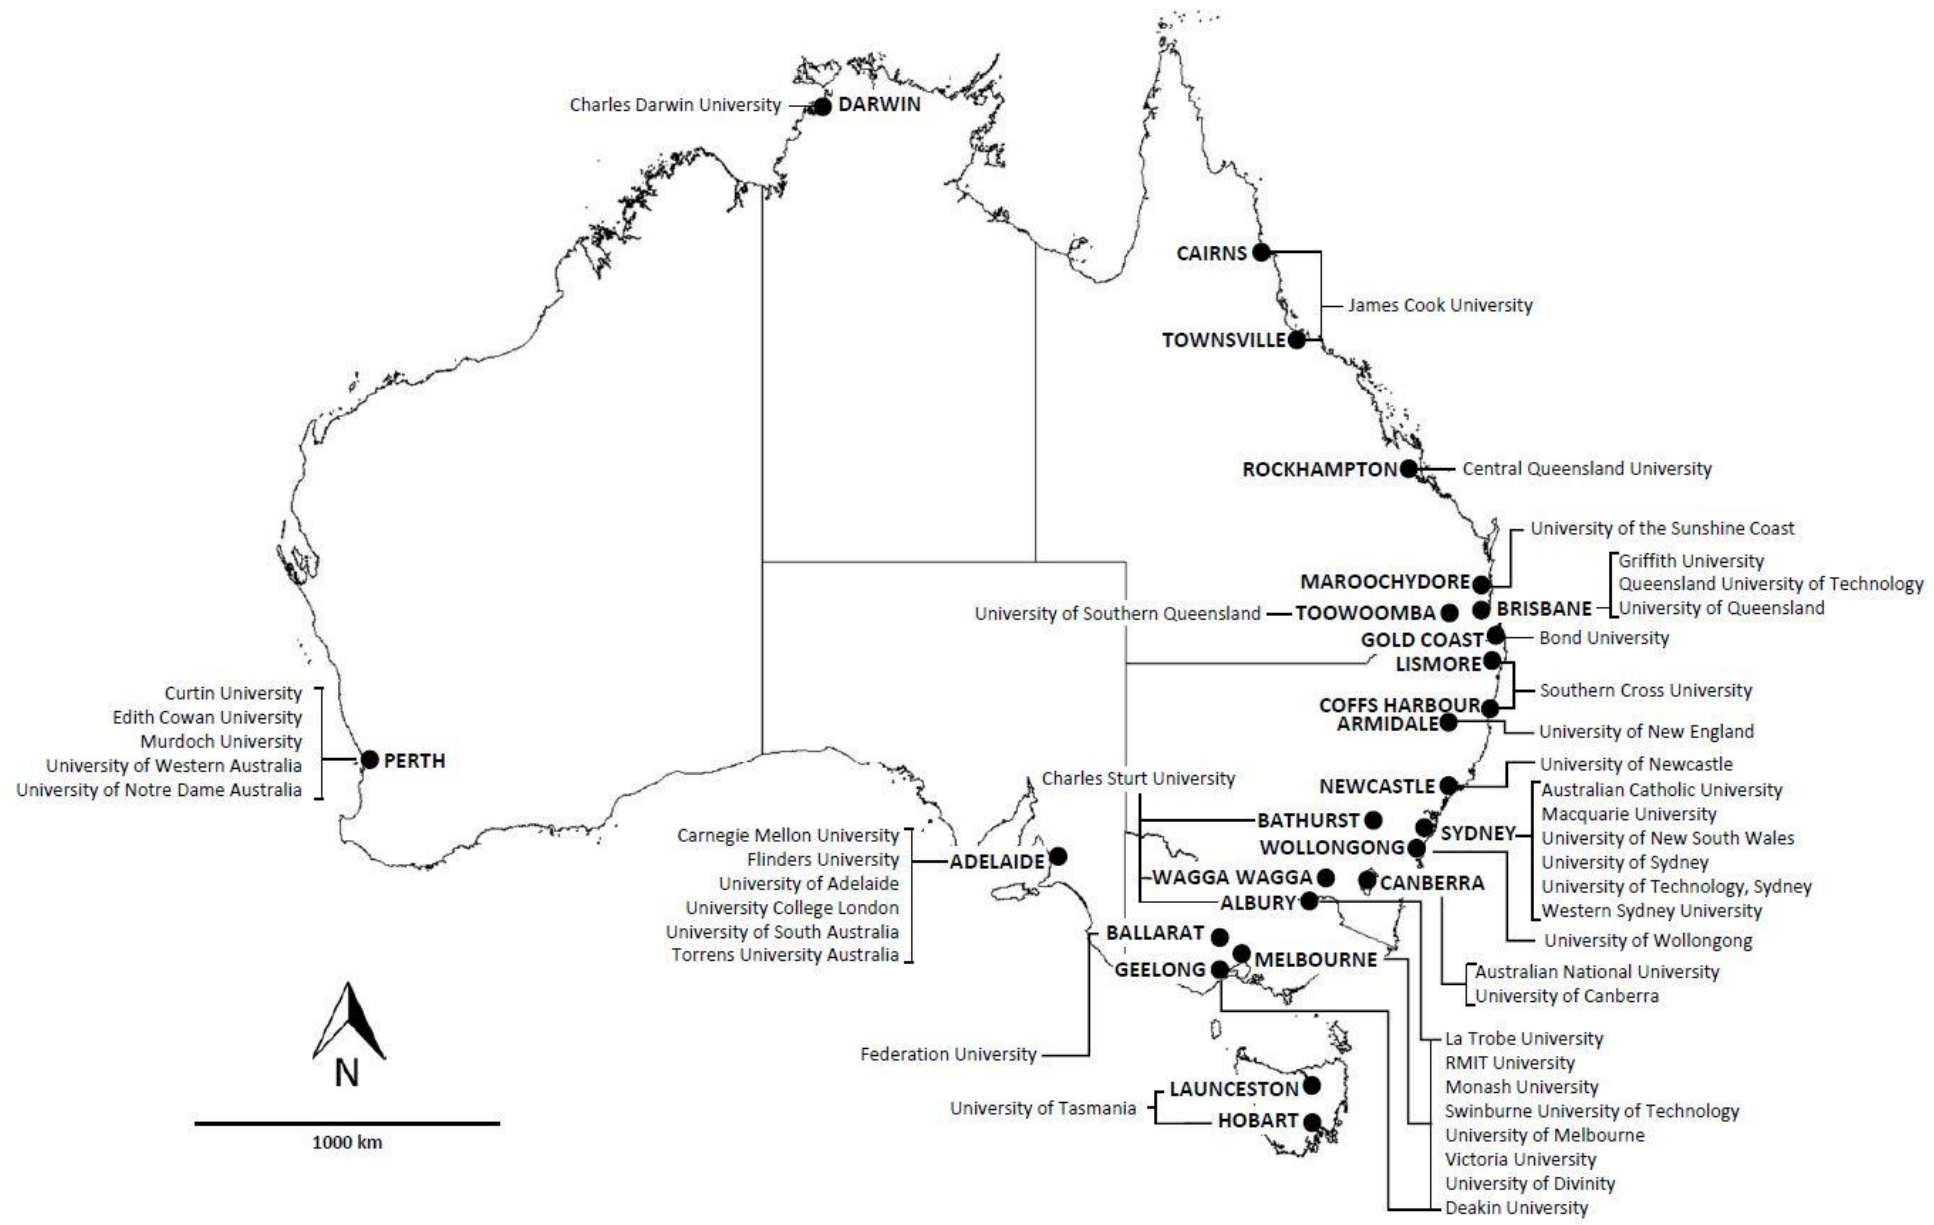 Charles Darwin University
DARWIN
CAIRNS
James Cook University
TOWNSVILLE
ROCKHAMPTON
Central Queensland University
University of the Sunshine Coast
MAROOCHYDORE
Griffith University
Queensland University of Technology
University of Queensland
BRISBANE
University of Southern Queensland
TOOWOOMBA
GOLD COAST
Bond University
LISMORE
Southern Cross University
COFFS HARBOUR
ARMIDALE
University of New England
Curtin University
Edith Cowan University
Murdoch University
University of Western Australia
University of Notre Dame Australia
PERTH
Charles Sturt University
NEWCASTLE
University of Newcastle
BATHURST
SYDNEY
Australian Catholic University
Macquarie University
University of New South Wales
University of Sydney
University of Technology, Sydney
Western Sydney University
WOLLONGONG
University of Wollongong
WAGGA WAGGA
CANBERRA
Australian National University
University of Canberra
ALBURY
Carnegie Mellon University
Flinders University
University of Adelaide
University College London
University of South Australia
Torrens University Australia
ADELAIDE
BALLARAT
MELBOURNE
GEELONG
Federation University
La Trobe University
RMIT University
Monash University
Swinburne University of Technology
University of Melbourne
Victoria University
University of Divinity
Deakin University
LAUNCESTON
University of Tasmania
HOBART
N
1000 km